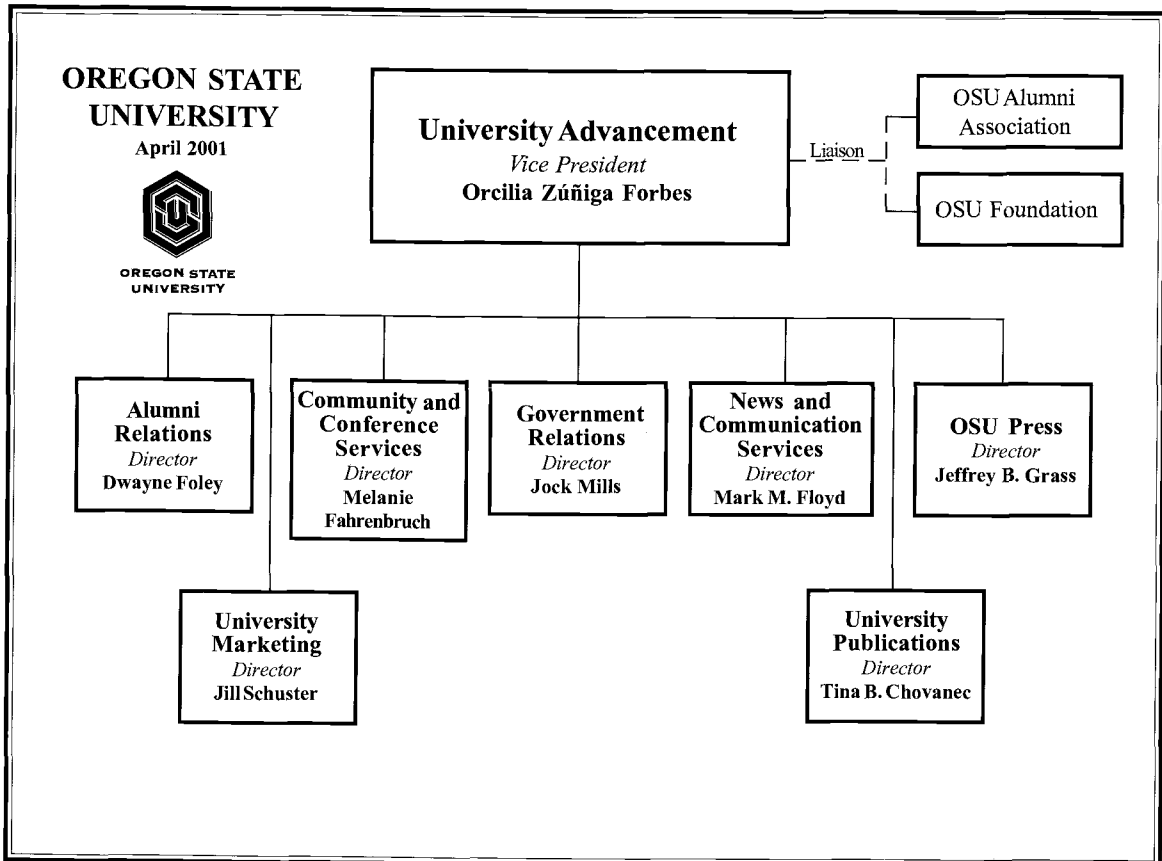 OREGON STATE
UNIVERSITY
April 2001
OSU
OREGON STATE
UNIVERSITY
University Advancement
Vice President
Orcilia Zúñiga Forbes
Liaison
OSU Alumni
Association
OSU Foundation
Alumni
Relations
Director
Dwayne Foley
Community and
Conference
Services
Director
Melanie
Fahrenbruch
Government
Relations
Director
Jock Mills
News and
Communication
Services
Director
Mark M. Floyd
OSU Press
Director
Jeffrey B. Grass
University
Marketing
Director
Jill Schuster
University
Publications
Director
Tina B. Chovanec